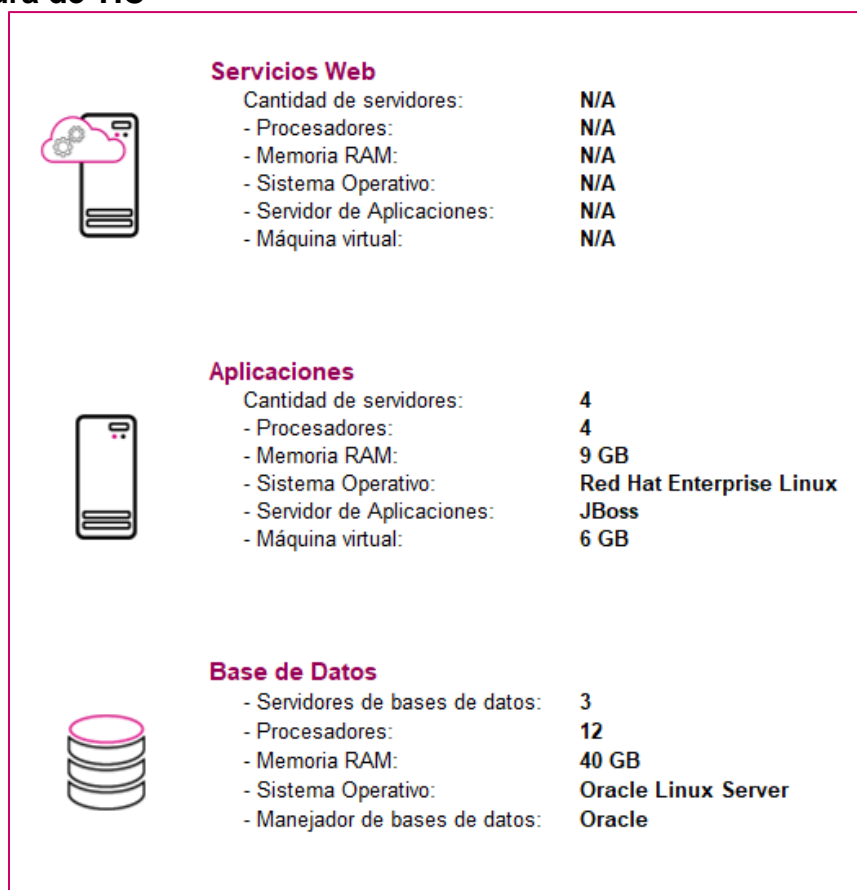 Servicios Web
Cantidad de servidores: N/A
- Procesadores: N/A
- Memoria RAM: N/A
- Sistema Operativo: N/A
- Servidor de Aplicaciones: N/A
- Máquina virtual: N/A
Aplicaciones
Cantidad de servidores: 4
- Procesadores: 4
- Memoria RAM: 9 GB
- Sistema Operativo: Red Hat Enterprise Linux
- Servidor de Aplicaciones: JBoss
- Máquina virtual: 6 GB
Base de Datos
- Servidores de bases de datos: 3
- Procesadores: 12
- Memoria RAM: 40 GB
- Sistema Operativo: Oracle Linux Server
- Manejador de bases de datos: Oracle